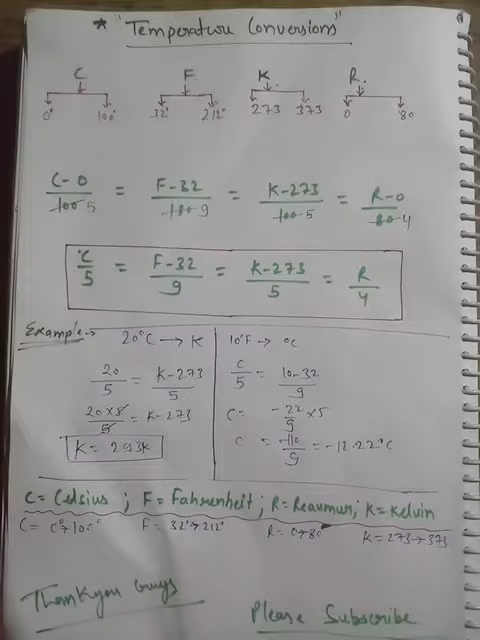 * "Temperature Conversions"
C F K R.
0° 100° 32° 212° 273 373 0 80
C-0/100 5 = F-32/180 9 = K-273/100 5 = R-0/80 4
°C/5 = F-32/9 = K-273/5 = R/4
Example→ 20°C → K
20/5 = K-273/5
20×5/5 = K-273
K = 293K
10°F → °C
C/5 = 10-32/9
C = -22/9 ×5
C = -110/9 = -12.22°C
C = Celsius ; F = Fahrenheit ; R = Reaumur ; K = Kelvin
C = 0°→100° F = 32°→212° R = 0→80 K = 273→373
Thank you Guys
Please Subscribe